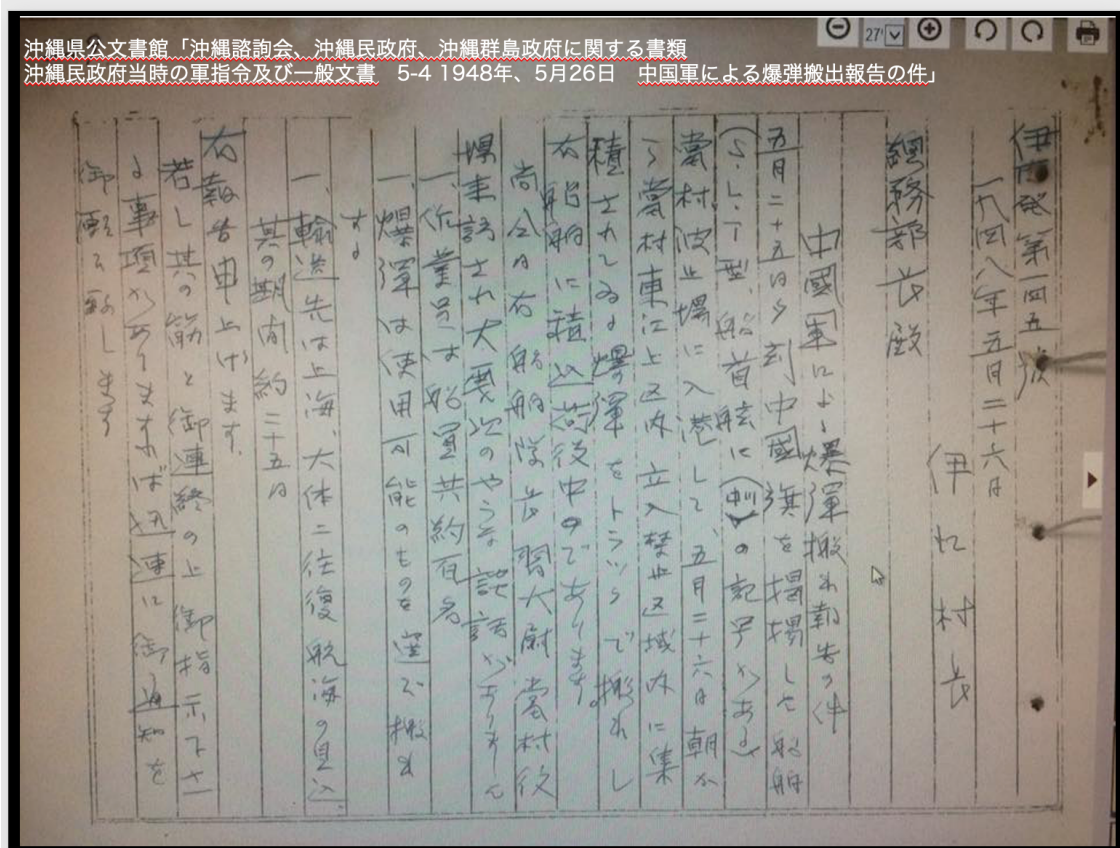 沖縄県公文書館「沖縄諮詢会、沖縄民政府、沖縄群島政府に関する書類
沖縄民政府当時の軍指令及び一般文書　5-4 1948年、5月26日　中国軍による爆弾搬出報告の件」
27
伊発第一四五号
一九四八年五月二十六日
伊江村長
総務部長殿
中國軍による爆弾搬出報告の件
五月二十五日夕刻中國旗を掲揚した船舶
(S.L.T型、船首舷に(中)の記号がある)
當村波止場に入港して、五月二十六日朝か
ら當村東江上区内立入禁止区域内に集
積されてゐる爆弾をトラックで搬出し
右船舶に積込荷役中のであります。
尚今日右船舶隊長習大尉當村役
場来訪され大要次のやうな談話がありました
一、作業員は船員共約百名
一、爆弾は使用可能のものを選び搬出
する
一、輸送先は上海、大体二往復航海の見込
其の期間約二十五日
右報告申上げます。
若し其の筋と御連絡の上御指示下さ
る事項がありますれば迅速に御通知を
御願ひ致します